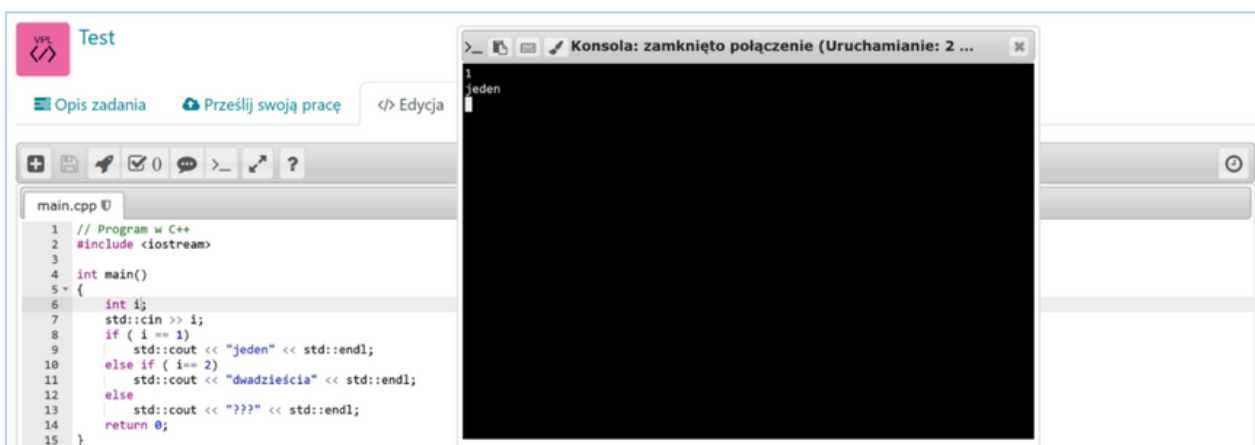 VPL
</>
Test
Opis zadania
Prześlij swoją pracę
</> Edycja
>_ Konsola: zamknięto połączenie (Uruchamianie: 2 ...
1
jeden
0 >_ ?
main.cpp
1 // Program w C++
2 #include <iostream>
3
4 int main()
5 {
6 int i;
7 std::cin >> i;
8 if ( i == 1)
9 std::cout << "jeden" << std::endl;
10 else if ( i== 2)
11 std::cout << "dwadzieścia" << std::endl;
12 else
13 std::cout << "???" << std::endl;
14 return 0;
15 }